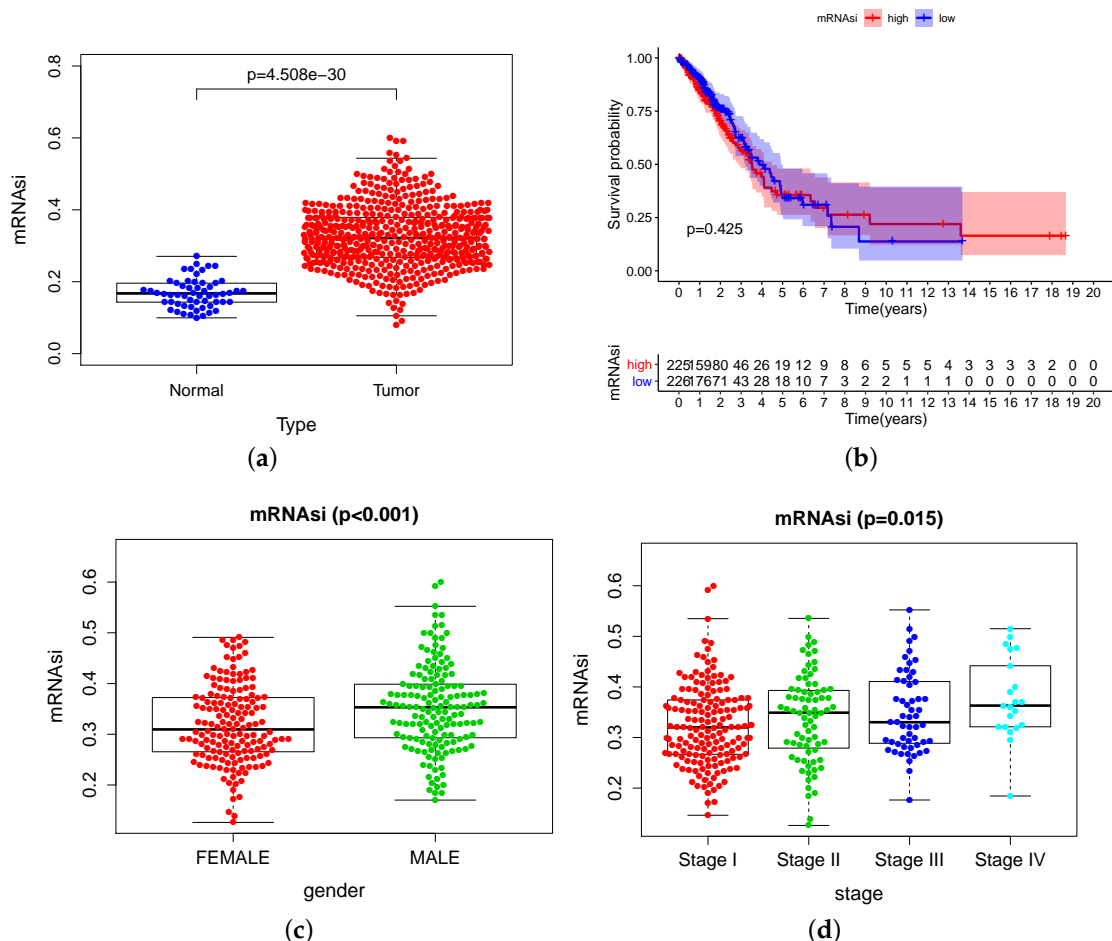 p=4.508e−30
0.8
0.6
0.4
0.2
0.0
mRNAsi
Normal Tumor
Type
(a)
mRNAsi high low
1.00
0.75
0.50
0.25
0.00
Survival probability
p=0.425
0 1 2 3 4 5 6 7 8 9 10 11 12 13 14 15 16 17 18 19 20
Time(years)
mRNAsi
high 225 159 80 46 26 19 12 9 8 6 5 5 5 4 3 3 3 3 2 0 0
low 226 176 71 43 28 18 10 7 3 2 2 1 1 1 0 0 0 0 0 0 0
0 1 2 3 4 5 6 7 8 9 10 11 12 13 14 15 16 17 18 19 20
Time(years)
(b)
mRNAsi (p<0.001)
0.6
0.5
0.4
0.3
0.2
mRNAsi
FEMALE MALE
gender
(c)
mRNAsi (p=0.015)
0.6
0.5
0.4
0.3
0.2
mRNAsi
Stage I Stage II Stage III Stage IV
stage
(d)